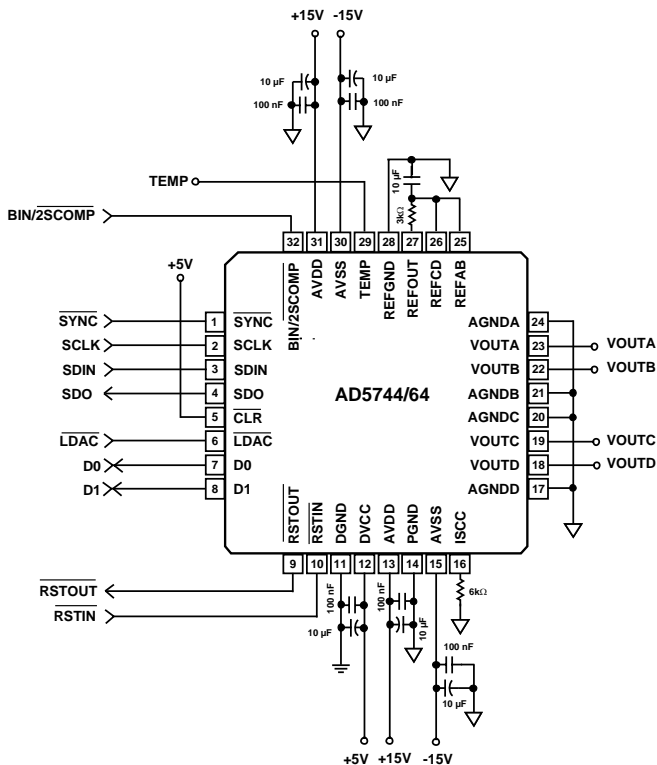 +15V -15V
10 µF 10 µF
100 nF 100 nF
TEMP
10 µF
3kΩ
BIN/2SCOMP
32 31 30 29 28 27 26 25
+5V
BIN/2SCOMP AVDD AVSS TEMP REFGND REFOUT REFCD REFAB
SYNC 1 SYNC AGNDA 24
SCLK 2 SCLK VOUTA 23 VOUTA
SDIN 3 SDIN VOUTB 22 VOUTB
SDO 4 SDO AD5744/64 AGNDB 21
5 CLR AGNDC 20
LDAC 6 LDAC VOUTC 19 VOUTC
D0 7 D0 VOUTD 18 VOUTD
D1 8 D1 AGNDD 17
RSTOUT RSTIN DGND DVCC AVDD PGND AVSS ISCC
9 10 11 12 13 14 15 16
RSTOUT 100 nF 100 nF 6kΩ
RSTIN 10 µF 10 µF
100 nF
10 µF
+5V +15V -15V